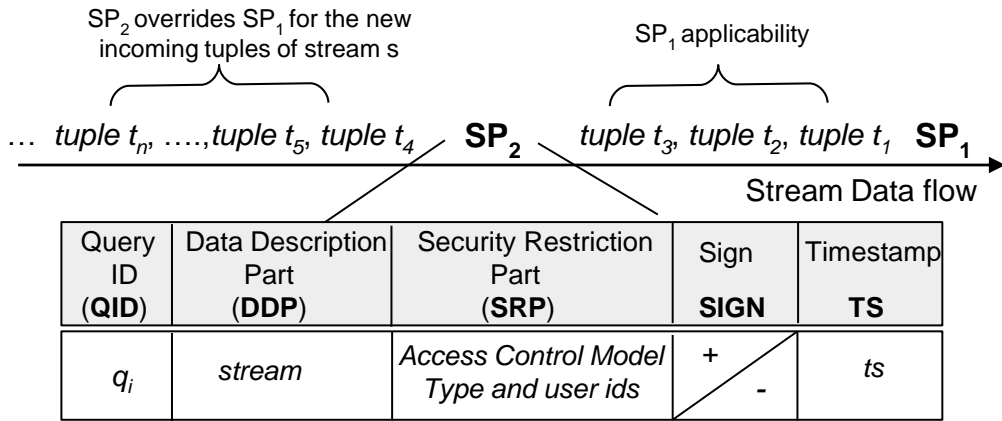 SP2 overrides SP1 for the new
incoming tuples of stream s
SP1 applicability
… tuple tn, ….,tuple t5, tuple t4 SP2 tuple t3, tuple t2, tuple t1 SP1
Stream Data flow
Query ID (QID)
Data Description Part (DDP)
Security Restriction Part (SRP)
Sign SIGN
Timestamp TS
qi
stream
Access Control Model
Type and user ids
+
-
ts